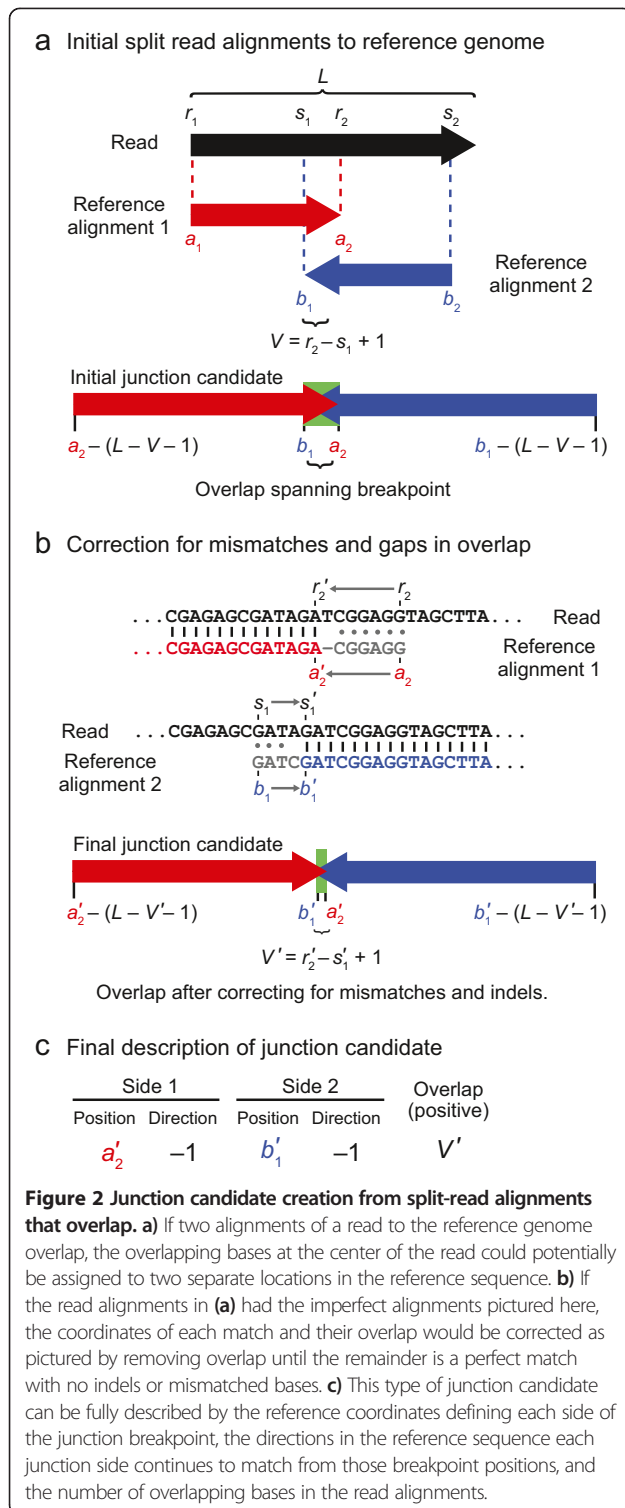 a Initial split read alignments to reference genome
L
r₁ s₁ r₂ s₂
Read
Reference alignment 1
a₁ a₂
Reference alignment 2
b₁ b₂
V = r₂ – s₁ + 1
Initial junction candidate
a₂ – (L – V – 1) b₁ a₂ b₁ – (L – V – 1)
Overlap spanning breakpoint
b Correction for mismatches and gaps in overlap
r₂′ r₂
...CGAGAGCGATAGATCGGAGGTAGCTTA... Read
...CGAGAGCGATAGA–CGGAGG Reference alignment 1
a₂′ a₂
s₁ s₁′
Read ...CGAGAGCGATAGATCGGAGGTAGCTTA...
Reference alignment 2 GATCGATCGGAGGTAGCTTA...
b₁ b₁′
Final junction candidate
a₂′ – (L – V′ – 1) b₁′ a₂′ b₁′ – (L – V′ – 1)
V′ = r₂′ – s₁′ + 1
Overlap after correcting for mismatches and indels.
c Final description of junction candidate
Side 1 Side 2 Overlap (positive)
Position Direction Position Direction
a₂′ –1 b₁′ –1 V′
Figure 2 Junction candidate creation from split-read alignments
that overlap. a) If two alignments of a read to the reference genome
overlap, the overlapping bases at the center of the read could potentially
be assigned to two separate locations in the reference sequence. b) If
the read alignments in (a) had the imperfect alignments pictured here,
the coordinates of each match and their overlap would be corrected as
pictured by removing overlap until the remainder is a perfect match
with no indels or mismatched bases. c) This type of junction candidate
can be fully described by the reference coordinates defining each side of
the junction breakpoint, the directions in the reference sequence each
junction side continues to match from those breakpoint positions, and
the number of overlapping bases in the read alignments.